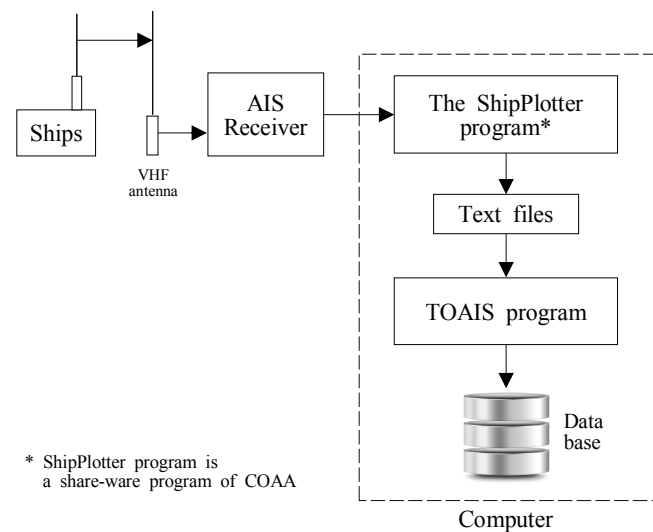 Ships
VHF
antenna
AIS
Receiver
The ShipPlotter
program*
Text files
TOAIS program
Data
base
* ShipPlotter program is
a share-ware program of COAA
Computer